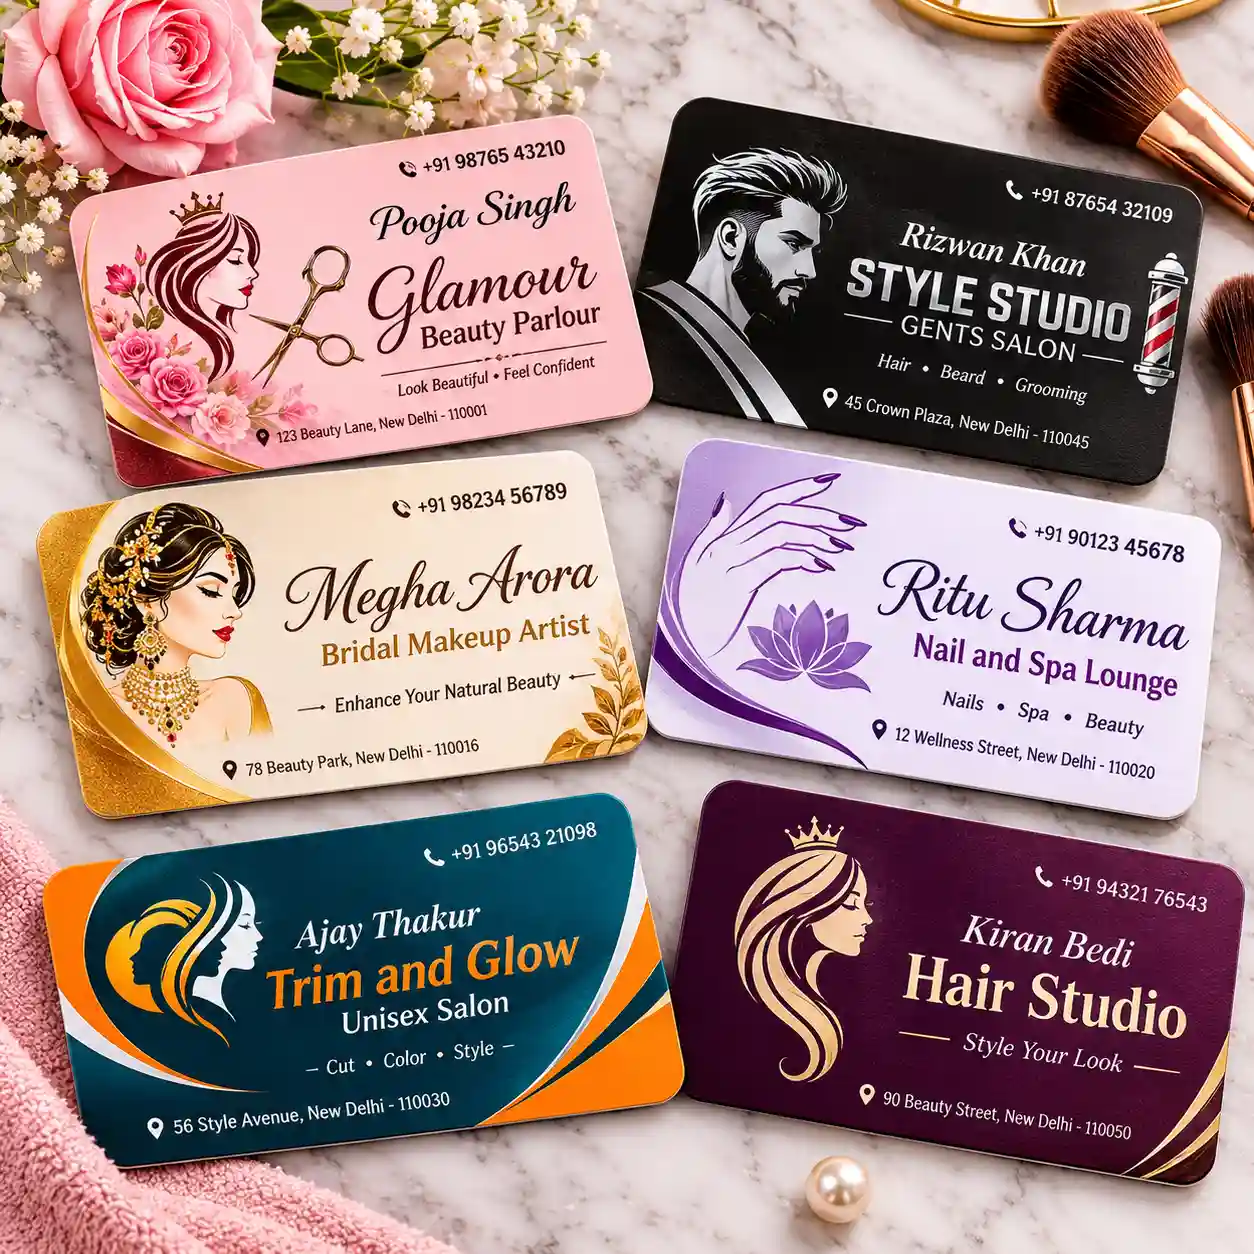 +91 98765 43210
Pooja Singh
Glamour
Beauty Parlour
Look Beautiful • Feel Confident
123 Beauty Lane, New Delhi - 110001
+91 87654 32109
Rizwan Khan
STYLE STUDIO
GENTS SALON
Hair • Beard • Grooming
45 Crown Plaza, New Delhi - 110045
+91 98234 56789
Megha Arora
Bridal Makeup Artist
Enhance Your Natural Beauty
78 Beauty Park, New Delhi - 110016
+91 90123 45678
Ritu Sharma
Nail and Spa Lounge
Nails • Spa • Beauty
12 Wellness Street, New Delhi - 110020
+91 96543 21098
Ajay Thakur
Trim and Glow
Unisex Salon
– Cut • Color • Style –
56 Style Avenue, New Delhi - 110030
+91 94321 76543
Kiran Bedi
Hair Studio
Style Your Look
90 Beauty Street, New Delhi - 110050